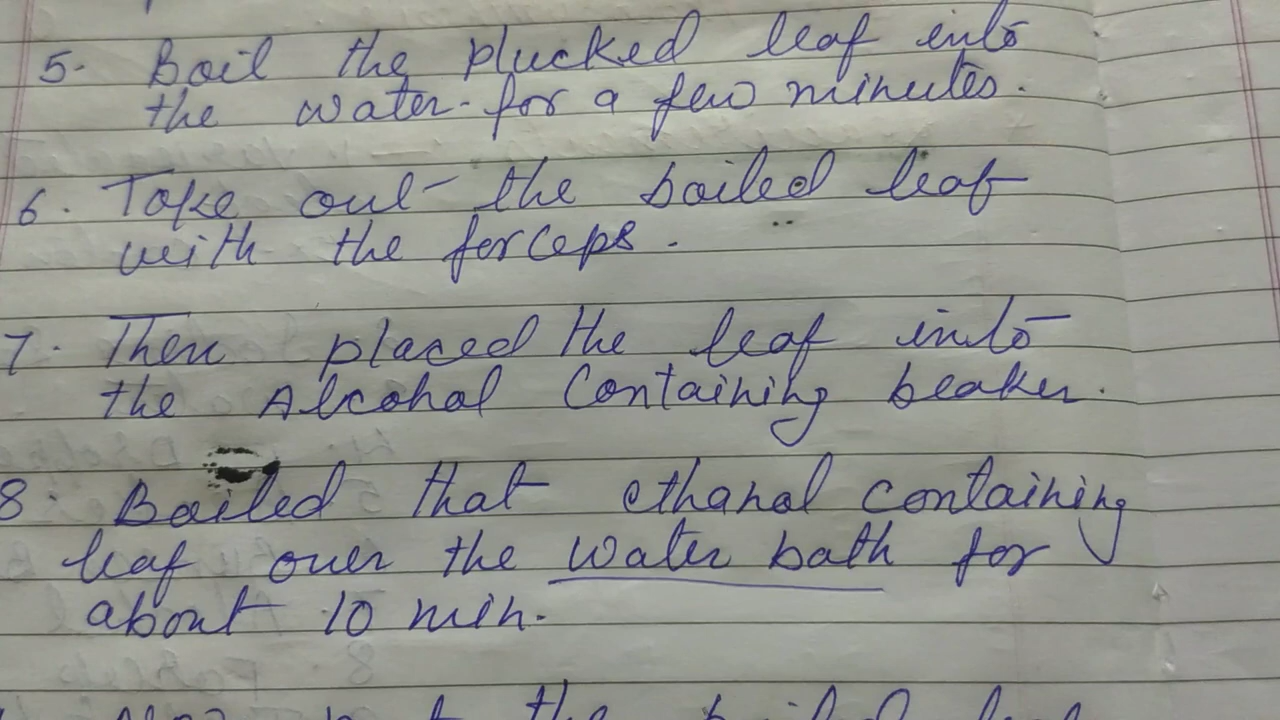 5. Boil the plucked leaf into
the water for a few minutes.
6. Take out the boiled leaf
with the forceps.
7. Then placed the leaf into
the Alcohal Containing beaker.
8. Boiled that ethanol containing
leaf over the water bath for
about 10 min.
the boiled